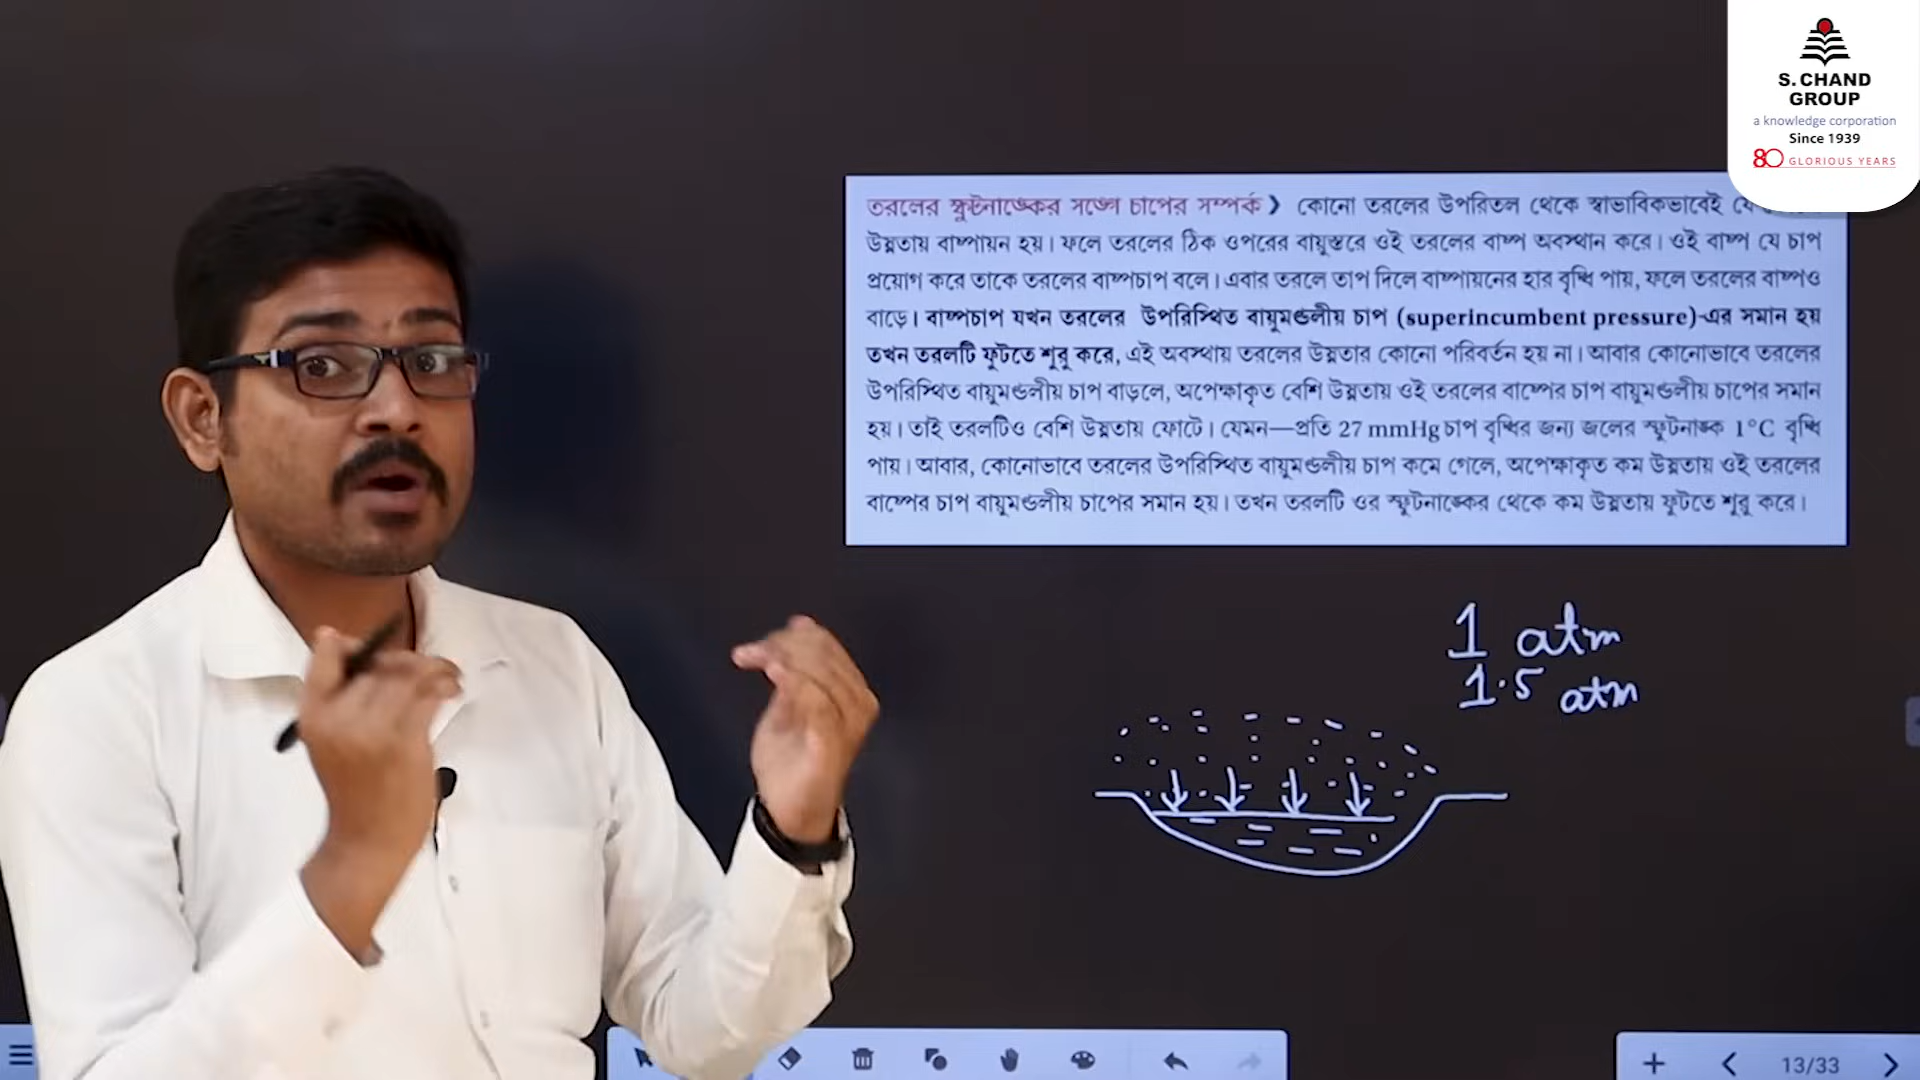 S. CHAND
GROUP
a knowledge corporation
Since 1939
80 GLORIOUS YEARS
তরলের স্ফুটনাঙ্কের সঙ্গে চাপের সম্পর্ক ❯ কোনো তরলের উপরিতল থেকে স্বাভাবিকভাবেই
উষ্ণতায় বাষ্পায়ন হয়। ফলে তরলের ঠিক ওপরের বায়ুস্তরে ওই তরলের বাষ্প অবস্থান করে। ওই বাষ্প যে চাপ
প্রয়োগ করে তাকে তরলের বাষ্পচাপ বলে। এবার তরলে তাপ দিলে বাষ্পায়নের হার বৃদ্ধি পায়, ফলে তরলের বাষ্পও
বাড়ে। বাষ্পচাপ যখন তরলের উপরিস্থিত বায়ুমণ্ডলীয় চাপ (superincumbent pressure)-এর সমান হয়
তখন তরলটি ফুটতে শুরু করে, এই অবস্থায় তরলের উষ্ণতার কোনো পরিবর্তন হয় না। আবার কোনোভাবে তরলের
উপরিস্থিত বায়ুমণ্ডলীয় চাপ বাড়লে, অপেক্ষাকৃত বেশি উষ্ণতায় ওই তরলের বাষ্পের চাপ বায়ুমণ্ডলীয় চাপের সমান
হয়। তাই তরলটিও বেশি উষ্ণতায় ফোটে। যেমন—প্রতি 27 mmHg চাপ বৃদ্ধির জন্য জলের স্ফুটনাঙ্ক 1°C বৃদ্ধি
পায়। আবার, কোনোভাবে তরলের উপরিস্থিত বায়ুমণ্ডলীয় চাপ কমে গেলে, অপেক্ষাকৃত কম উষ্ণতায় ওই তরলের
বাষ্পের চাপ বায়ুমণ্ডলীয় চাপের সমান হয়। তখন তরলটি ওর স্ফুটনাঙ্কের থেকে কম উষ্ণতায় ফুটতে শুরু করে।
1 atm
1.5 atm
13/33